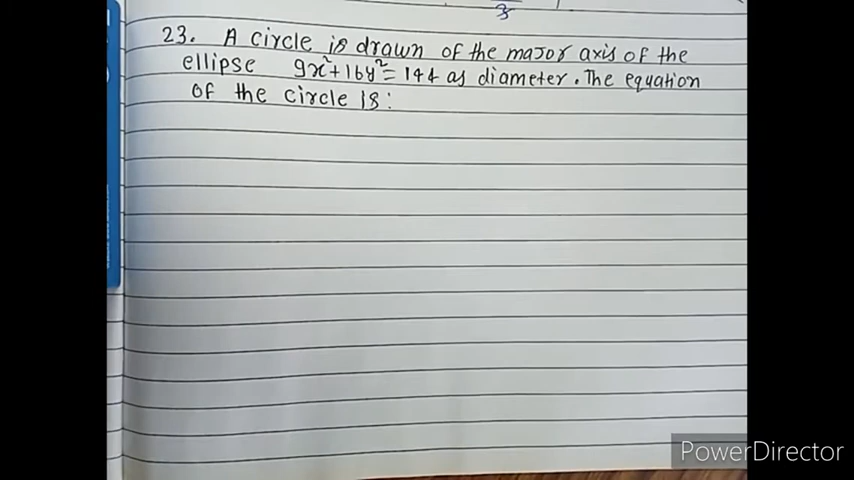 3
23. A circle is drawn of the major axis of the
ellipse 9x²+16y²=144 as diameter. The equation
of the circle is:
PowerDirector